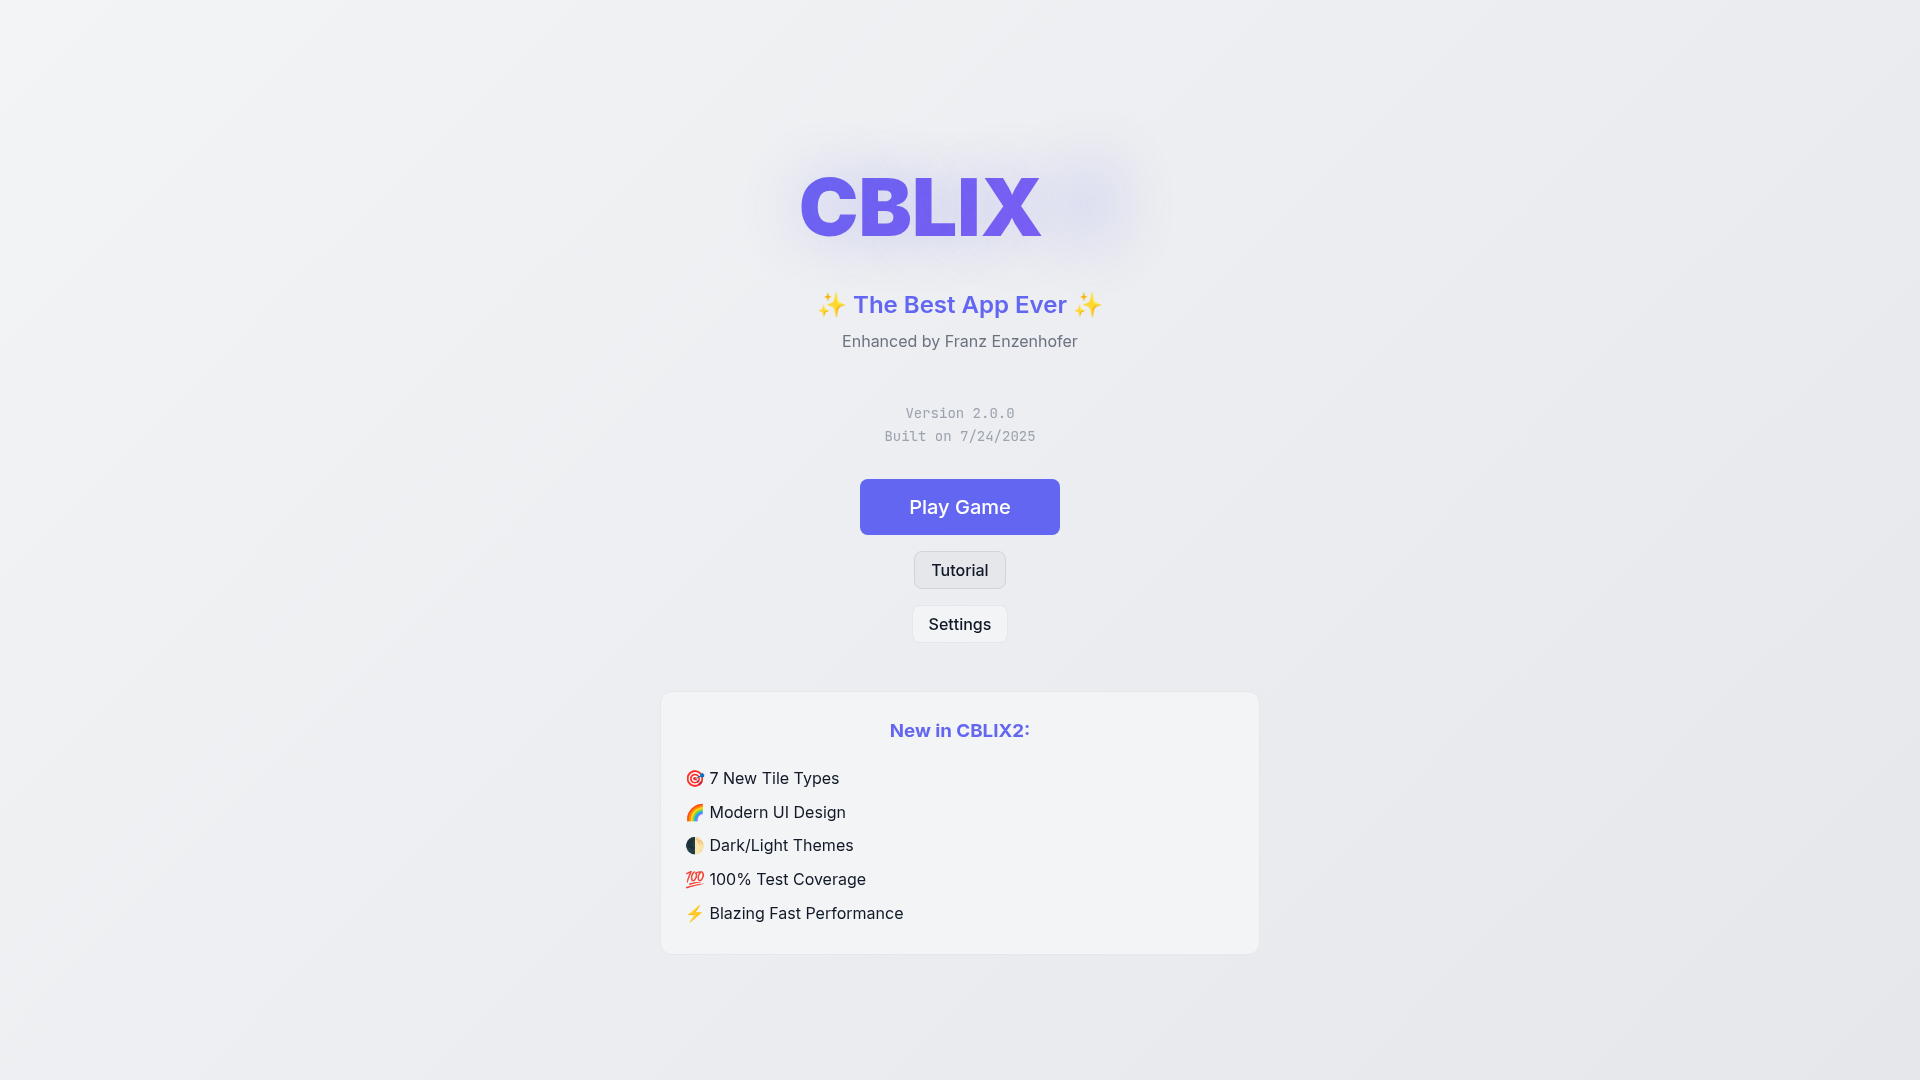 CBLIX
✨ The Best App Ever ✨
Enhanced by Franz Enzenhofer
Version 2.0.0
Built on 7/24/2025
Play Game
Tutorial
Settings
New in CBLIX2:
🎯 7 New Tile Types
🌈 Modern UI Design
🌓 Dark/Light Themes
💯 100% Test Coverage
⚡ Blazing Fast Performance